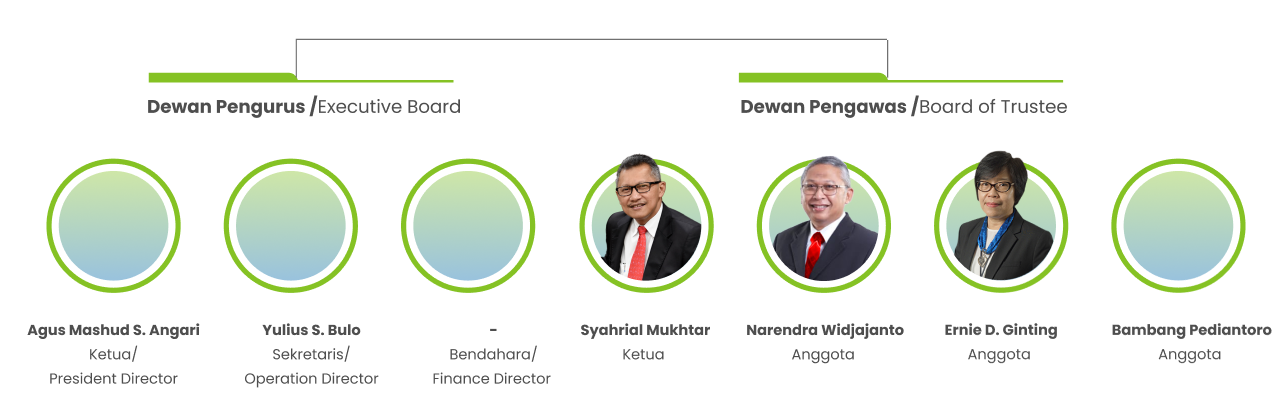 Dewan Pengurus /Executive Board
Dewan Pengawas /Board of Trustee
Agus Mashud S. Angari
Ketua/
President Director
Yulius S. Bulo
Sekretaris/
Operation Director
-
Bendahara/
Finance Director
Syahrial Mukhtar
Ketua
Narendra Widjajanto
Anggota
Ernie D. Ginting
Anggota
Bambang Pediantoro
Anggota